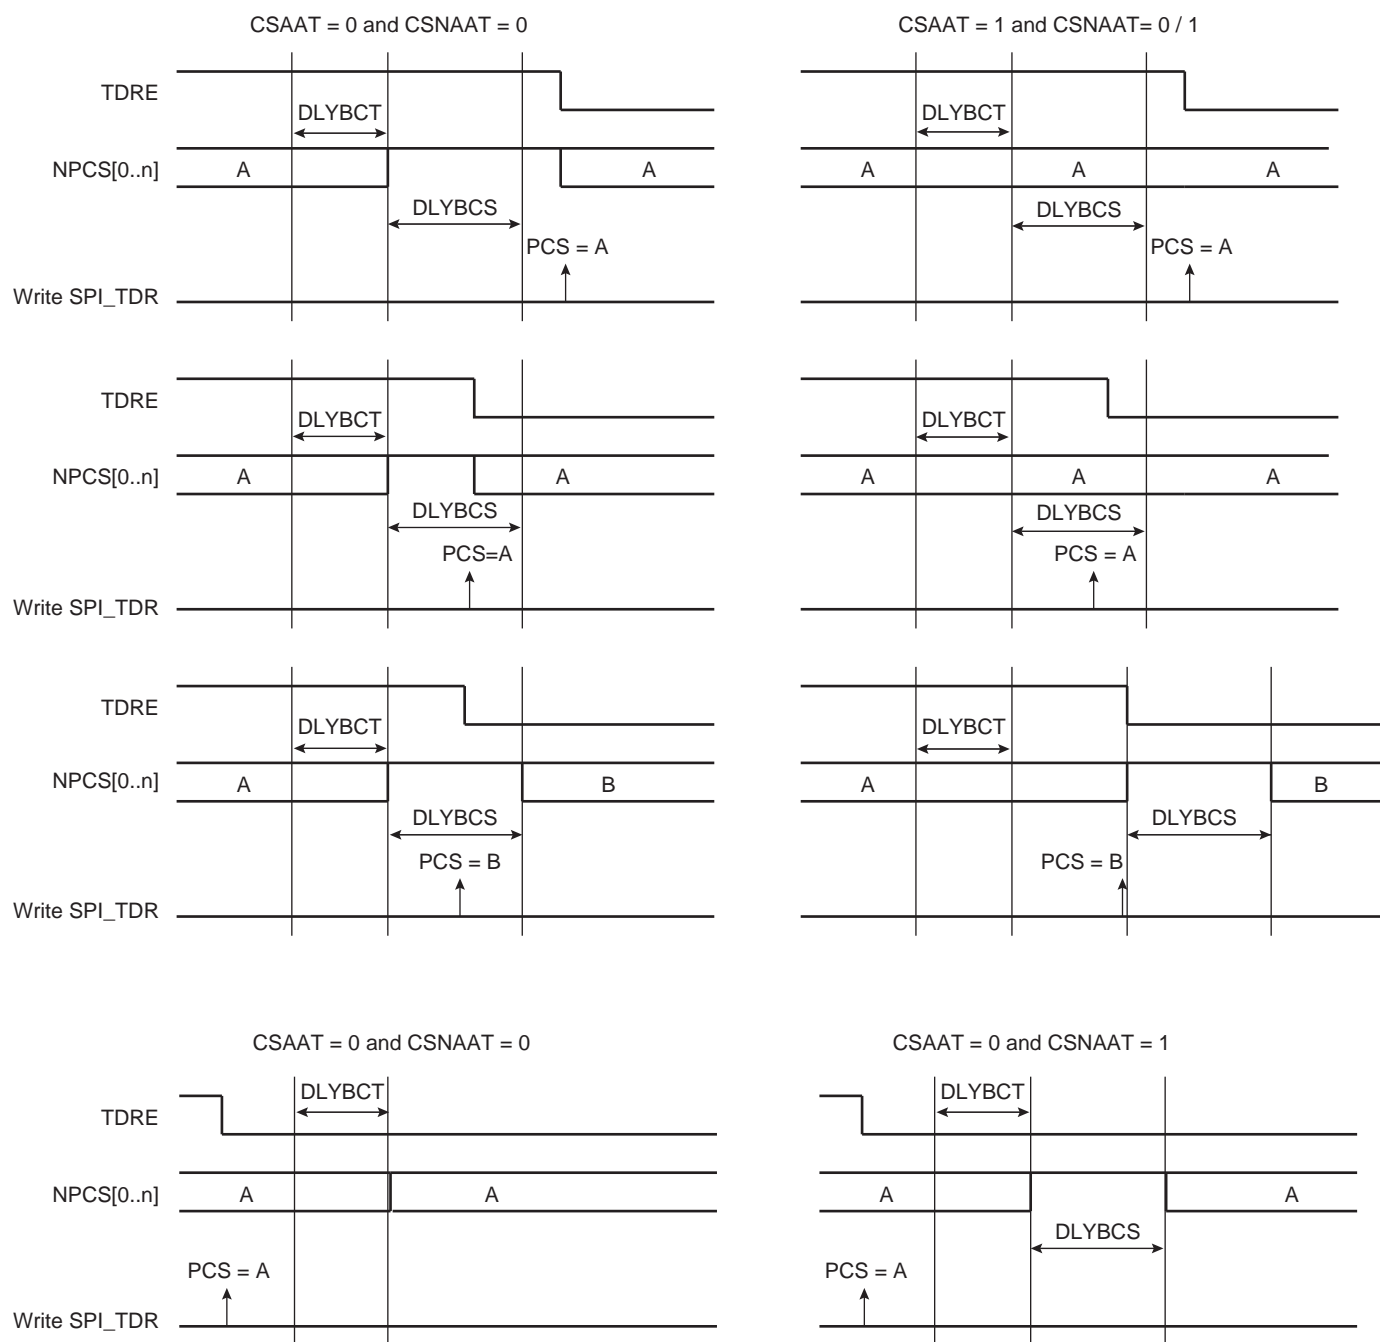 CSAAT = 0 and CSNAAT = 0
CSAAT = 1 and CSNAAT= 0 / 1
TDRE
DLYBCT
DLYBCT
NPCS[0..n]
A
A
A
A
A
DLYBCS
DLYBCS
PCS = A
PCS = A
Write SPI_TDR
TDRE
DLYBCT
DLYBCT
NPCS[0..n]
A
A
A
A
A
DLYBCS
DLYBCS
PCS=A
PCS = A
Write SPI_TDR
TDRE
DLYBCT
DLYBCT
NPCS[0..n]
A
B
A
B
DLYBCS
DLYBCS
PCS = B
PCS = B
Write SPI_TDR
CSAAT = 0 and CSNAAT = 0
CSAAT = 0 and CSNAAT = 1
DLYBCT
DLYBCT
TDRE
NPCS[0..n]
A
A
A
A
DLYBCS
PCS = A
PCS = A
Write SPI_TDR